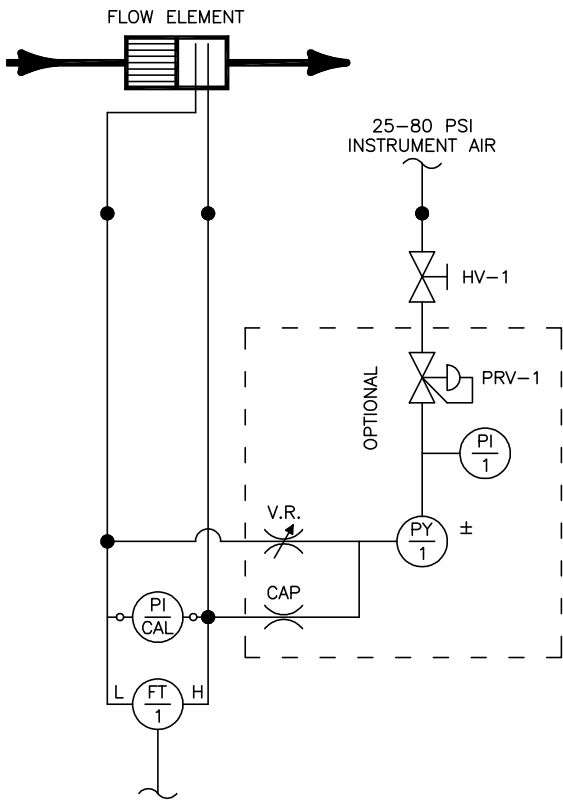 FLOW ELEMENT
25-80 PSI
INSTRUMENT AIR
HV-1
OPTIONAL
PRV-1
PI
1
V.R.
PY
1
±
CAP
PI
CAL
L
FT
1
H